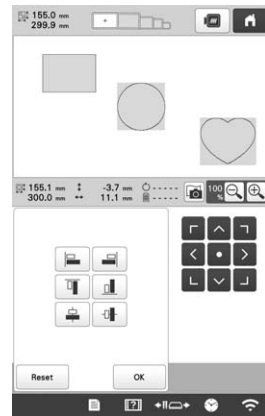 155.0 mm
299.9 mm
155.1 mm ↕ -3.7 mm -----
300.0 mm ↔ 11.1 mm -----
100 %
Reset OK